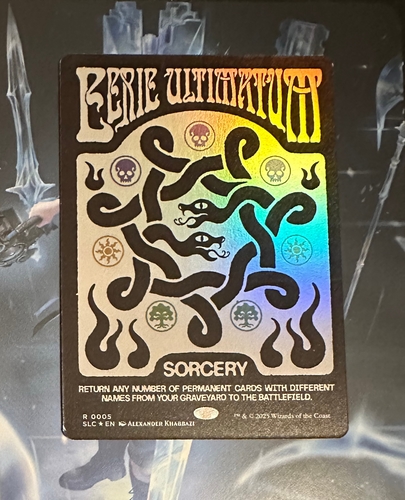 EERIE ULTIMATUM
SORCERY
RETURN ANY NUMBER OF PERMANENT CARDS WITH DIFFERENT
NAMES FROM YOUR GRAVEYARD TO THE BATTLEFIELD.
R 0005
SLC ★ EN ALEXANDER KHABBAZI
™ & © 2025 Wizards of the Coast